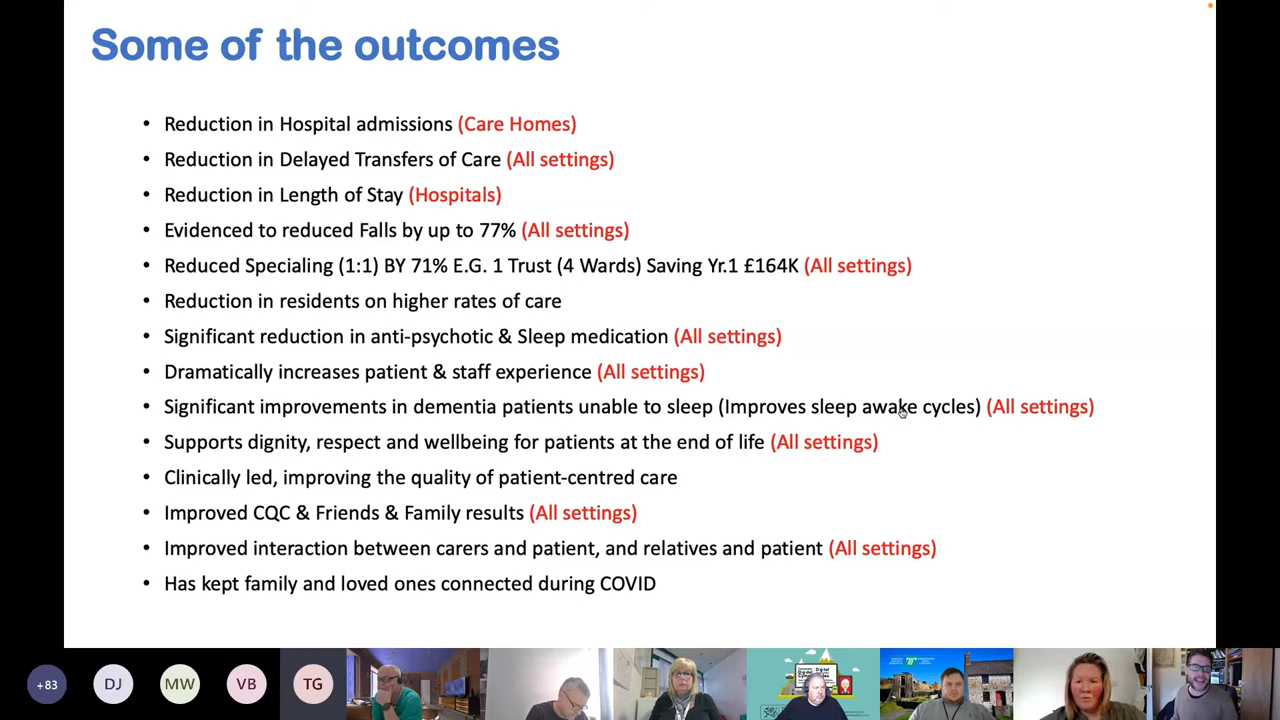 Some of the outcomes
• Reduction in Hospital admissions (Care Homes)
• Reduction in Delayed Transfers of Care (All settings)
• Reduction in Length of Stay (Hospitals)
• Evidenced to reduced Falls by up to 77% (All settings)
• Reduced Specialing (1:1) BY 71% E.G. 1 Trust (4 Wards) Saving Yr.1 £164K (All settings)
• Reduction in residents on higher rates of care
• Significant reduction in anti-psychotic & Sleep medication (All settings)
• Dramatically increases patient & staff experience (All settings)
• Significant improvements in dementia patients unable to sleep (Improves sleep awake cycles) (All settings)
• Supports dignity, respect and wellbeing for patients at the end of life (All settings)
• Clinically led, improving the quality of patient-centred care
• Improved CQC & Friends & Family results (All settings)
• Improved interaction between carers and patient, and relatives and patient (All settings)
• Has kept family and loved ones connected during COVID
+83 DJ MW VB TG